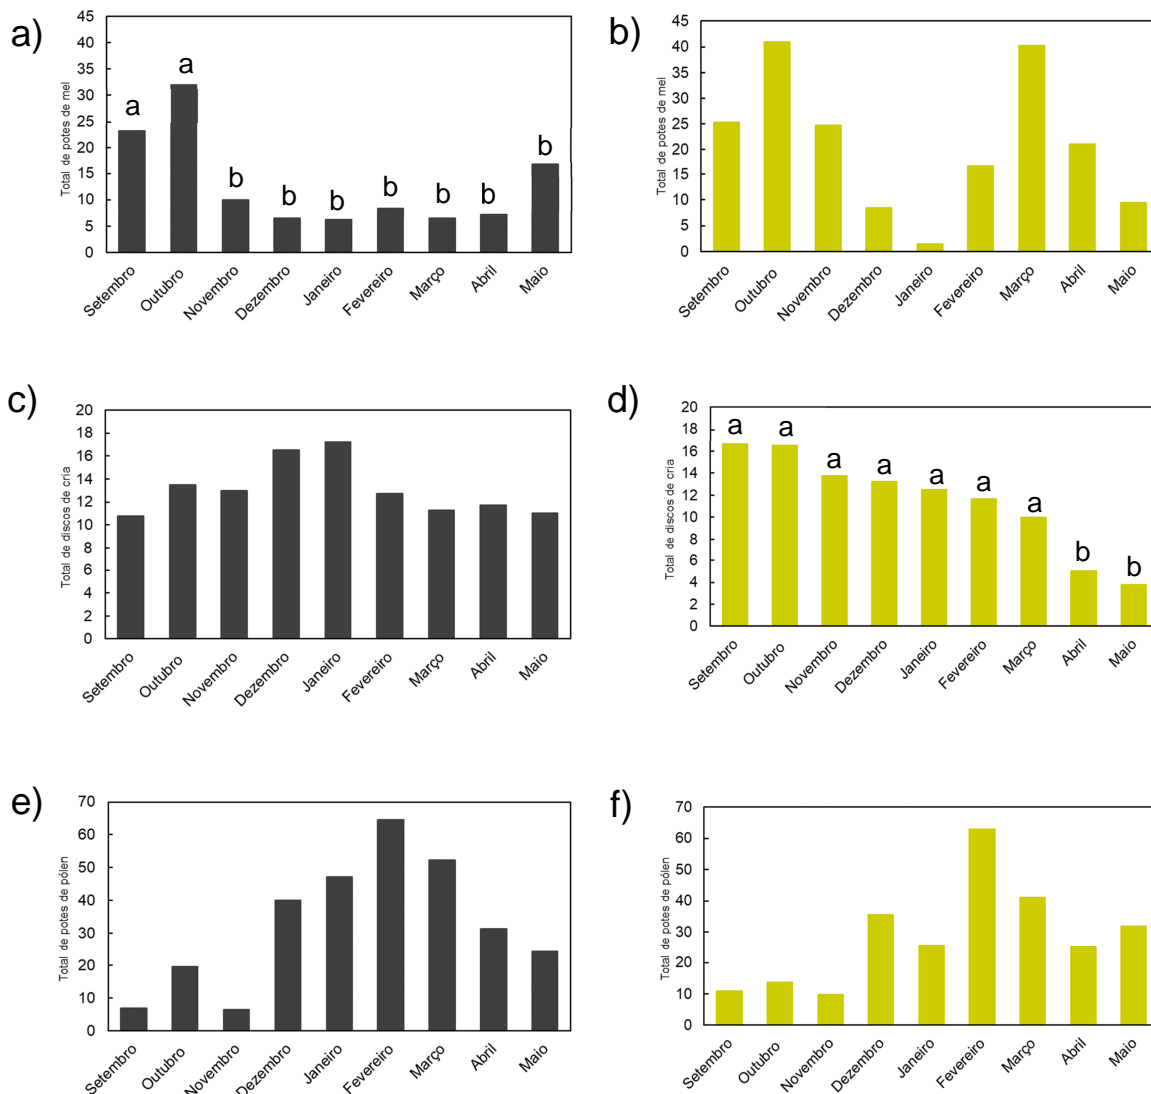 a)
Total de potes de mel
45
40
35
30
25
20
15
10
5
0
a
a
b
b
b
b
b
b
b
Setembro
Outubro
Novembro
Dezembro
Janeiro
Fevereiro
Março
Abril
Maio
b)
Total de potes de mel
45
40
35
30
25
20
15
10
5
0
Setembro
Outubro
Novembro
Dezembro
Janeiro
Fevereiro
Março
Abril
Maio
c)
Total de discos de cria
20
18
16
14
12
10
8
6
4
2
0
Setembro
Outubro
Novembro
Dezembro
Janeiro
Fevereiro
Março
Abril
Maio
d)
Total de discos de cria
20
18
16
14
12
10
8
6
4
2
0
a
a
a
a
a
a
a
b
b
Setembro
Outubro
Novembro
Dezembro
Janeiro
Fevereiro
Março
Abril
Maio
e)
Total de potes de pólen
70
60
50
40
30
20
10
0
Setembro
Outubro
Novembro
Dezembro
Janeiro
Fevereiro
Março
Abril
Maio
f)
Total de potes de pólen
70
60
50
40
30
20
10
0
Setembro
Outubro
Novembro
Dezembro
Janeiro
Fevereiro
Março
Abril
Maio